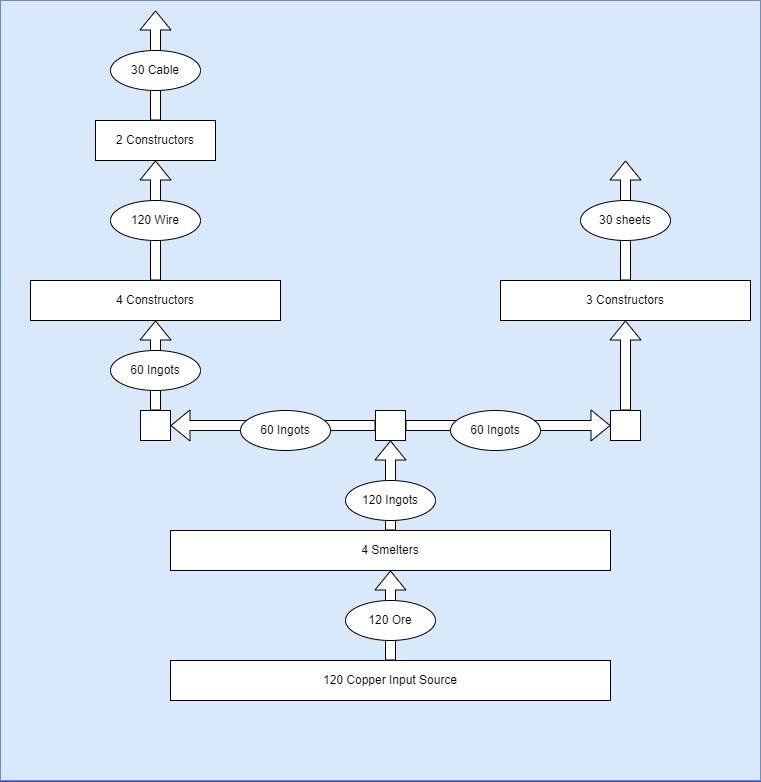 30 Cable
2 Constructors
120 Wire
30 sheets
4 Constructors
3 Constructors
60 Ingots
60 Ingots
60 Ingots
120 Ingots
4 Smelters
120 Ore
120 Copper Input Source